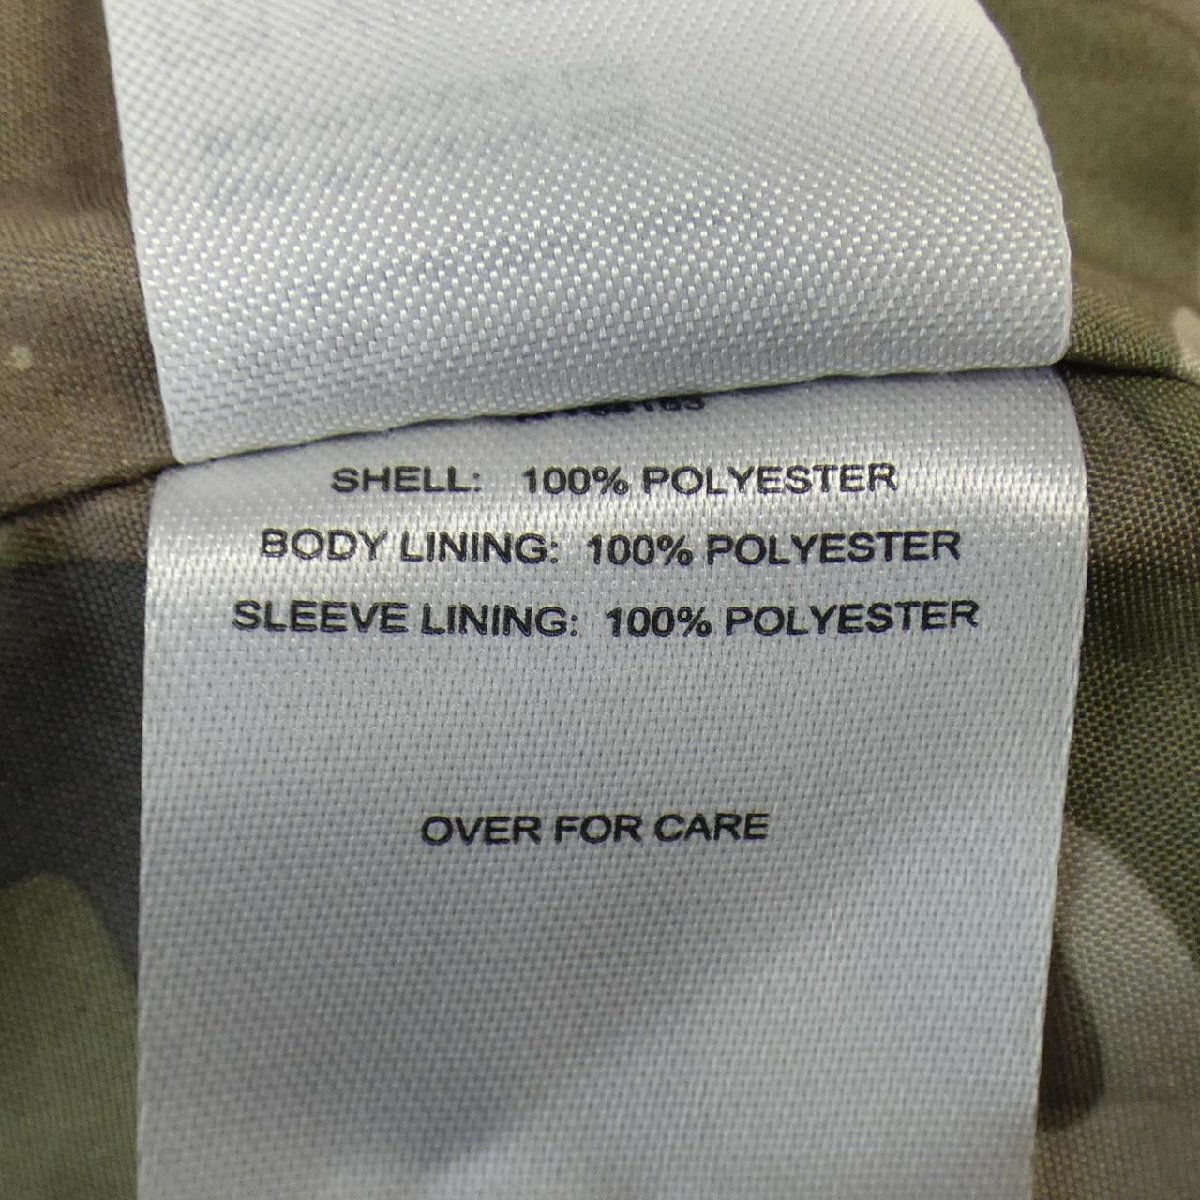 SHELL: 100% POLYESTER
BODY LINING: 100% POLYESTER
SLEEVE LINING: 100% POLYESTER
OVER FOR CARE